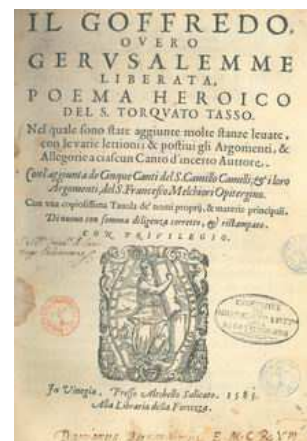 IL GOFFREDO,
OVERO
GERVSALEMME
LIBERATA,
POEMA HEROICO
DEL S. TORQVATO TASSO.
Nel quale sono state aggiunte molte stanze leuate,
con le varie lettioni; & postiui gli Argomenti, &
Allegorie a ciascun Canto d'incerto Auttore.
Con l'aggiunta de Cinque Canti del S. Camillo Camilli, & i loro
Argomenti, del S. Francesco Melchiori Opitergino.
Con una copiosissima Tauola de' nomi proprij, & materie principali.
Di nuouo con somma diligenza corretto, & ristampato.
CON PRIVILEGIO.
In Vinegia, Presso Altobello Salicato. 1585
Alla Libraria della Fortezza.